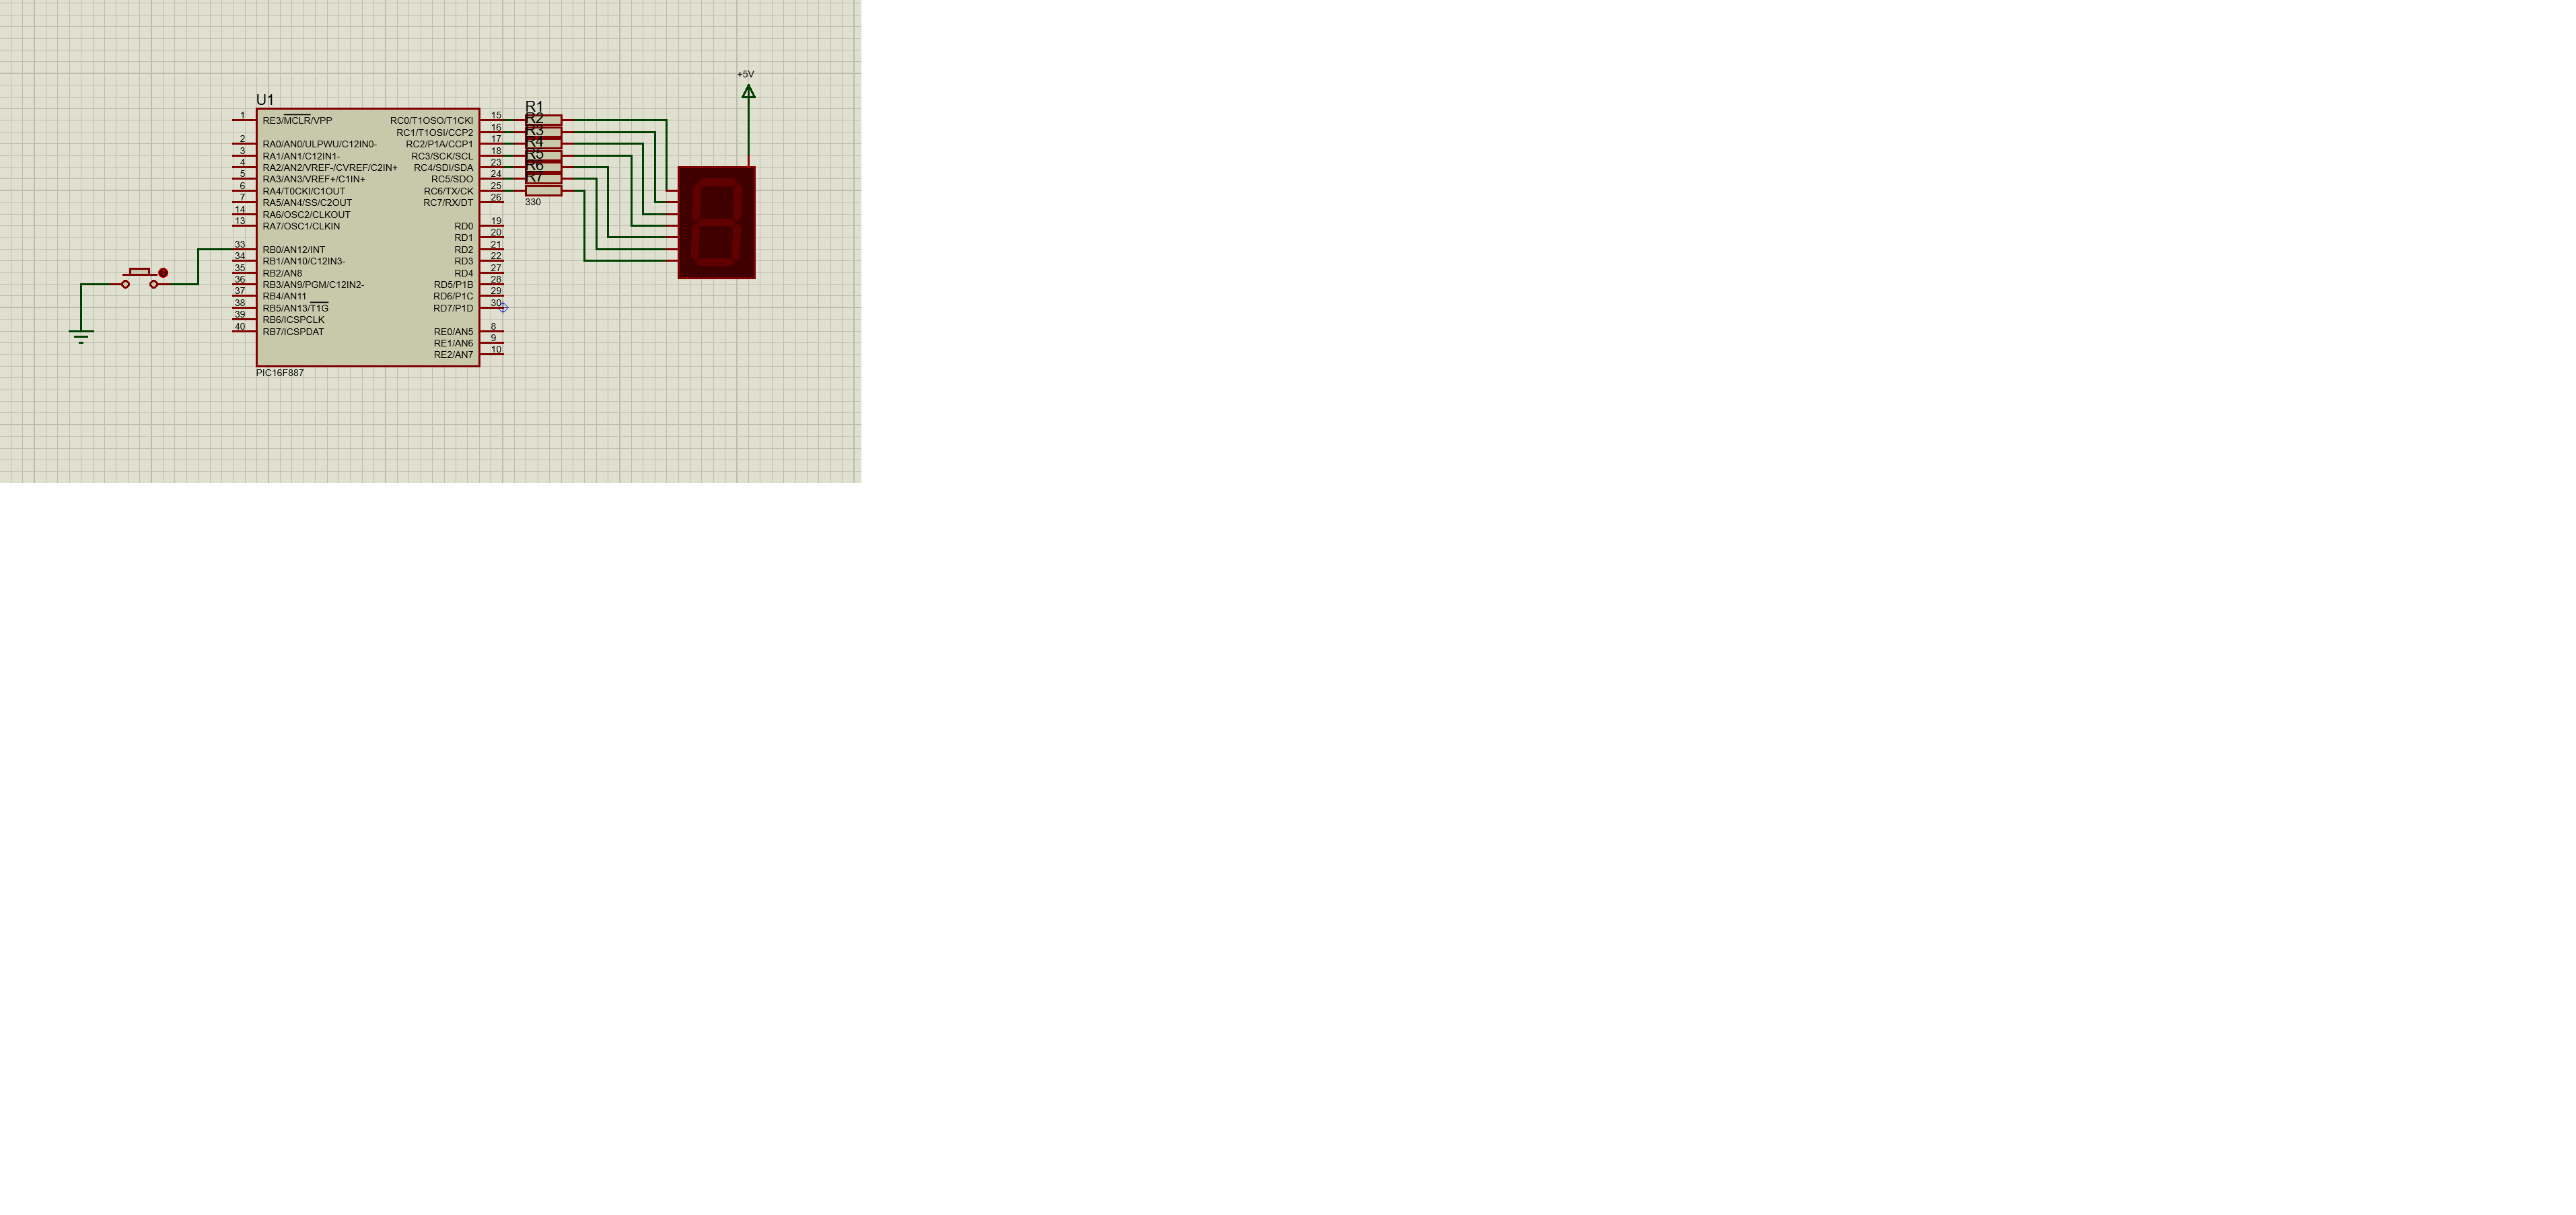 +5V
U1
1
RE3/MCLR/VPP
2
RA0/AN0/ULPWU/C12IN0-
3
RA1/AN1/C12IN1-
4
RA2/AN2/VREF-/CVREF/C2IN+
5
RA3/AN3/VREF+/C1IN+
6
RA4/T0CKI/C1OUT
7
RA5/AN4/SS/C2OUT
14
RA6/OSC2/CLKOUT
13
RA7/OSC1/CLKIN
33
RB0/AN12/INT
34
RB1/AN10/C12IN3-
35
RB2/AN8
36
RB3/AN9/PGM/C12IN2-
37
RB4/AN11
38
RB5/AN13/T1G
39
RB6/ICSPCLK
40
RB7/ICSPDAT
RC0/T1OSO/T1CKI
15
RC1/T1OSI/CCP2
16
RC2/P1A/CCP1
17
RC3/SCK/SCL
18
RC4/SDI/SDA
23
RC5/SDO
24
RC6/TX/CK
25
RC7/RX/DT
26
RD0
19
RD1
20
RD2
21
RD3
22
RD4
27
RD5/P1B
28
RD6/P1C
29
RD7/P1D
30
RE0/AN5
8
RE1/AN6
9
RE2/AN7
10
PIC16F887
R1
R2
R3
R4
R5
R6
R7
330